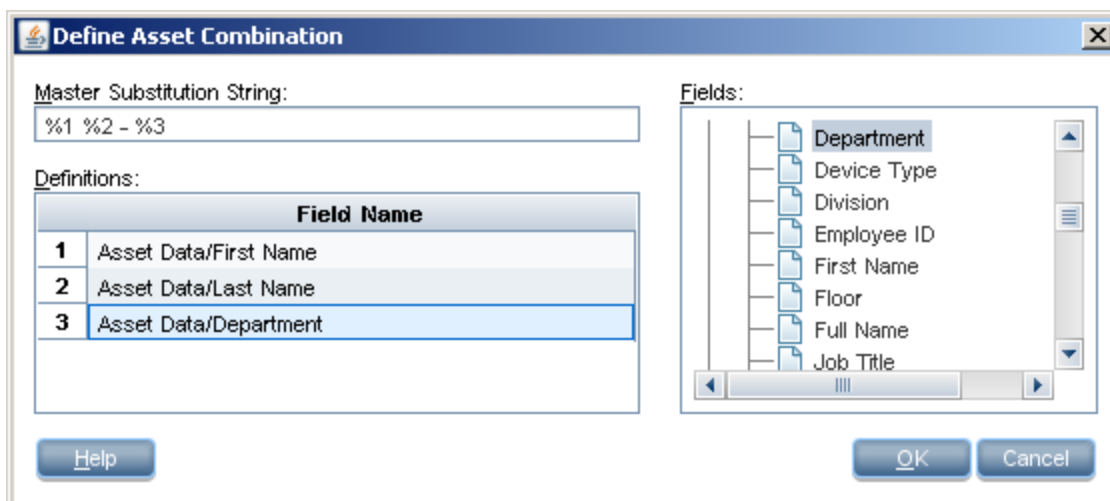 Define Asset Combination
Master Substitution String:
%1 %2 - %3
Definitions:
Field Name
1 Asset Data/First Name
2 Asset Data/Last Name
3 Asset Data/Department
Fields:
Department
Device Type
Division
Employee ID
First Name
Floor
Full Name
Job Title
Help
OK
Cancel